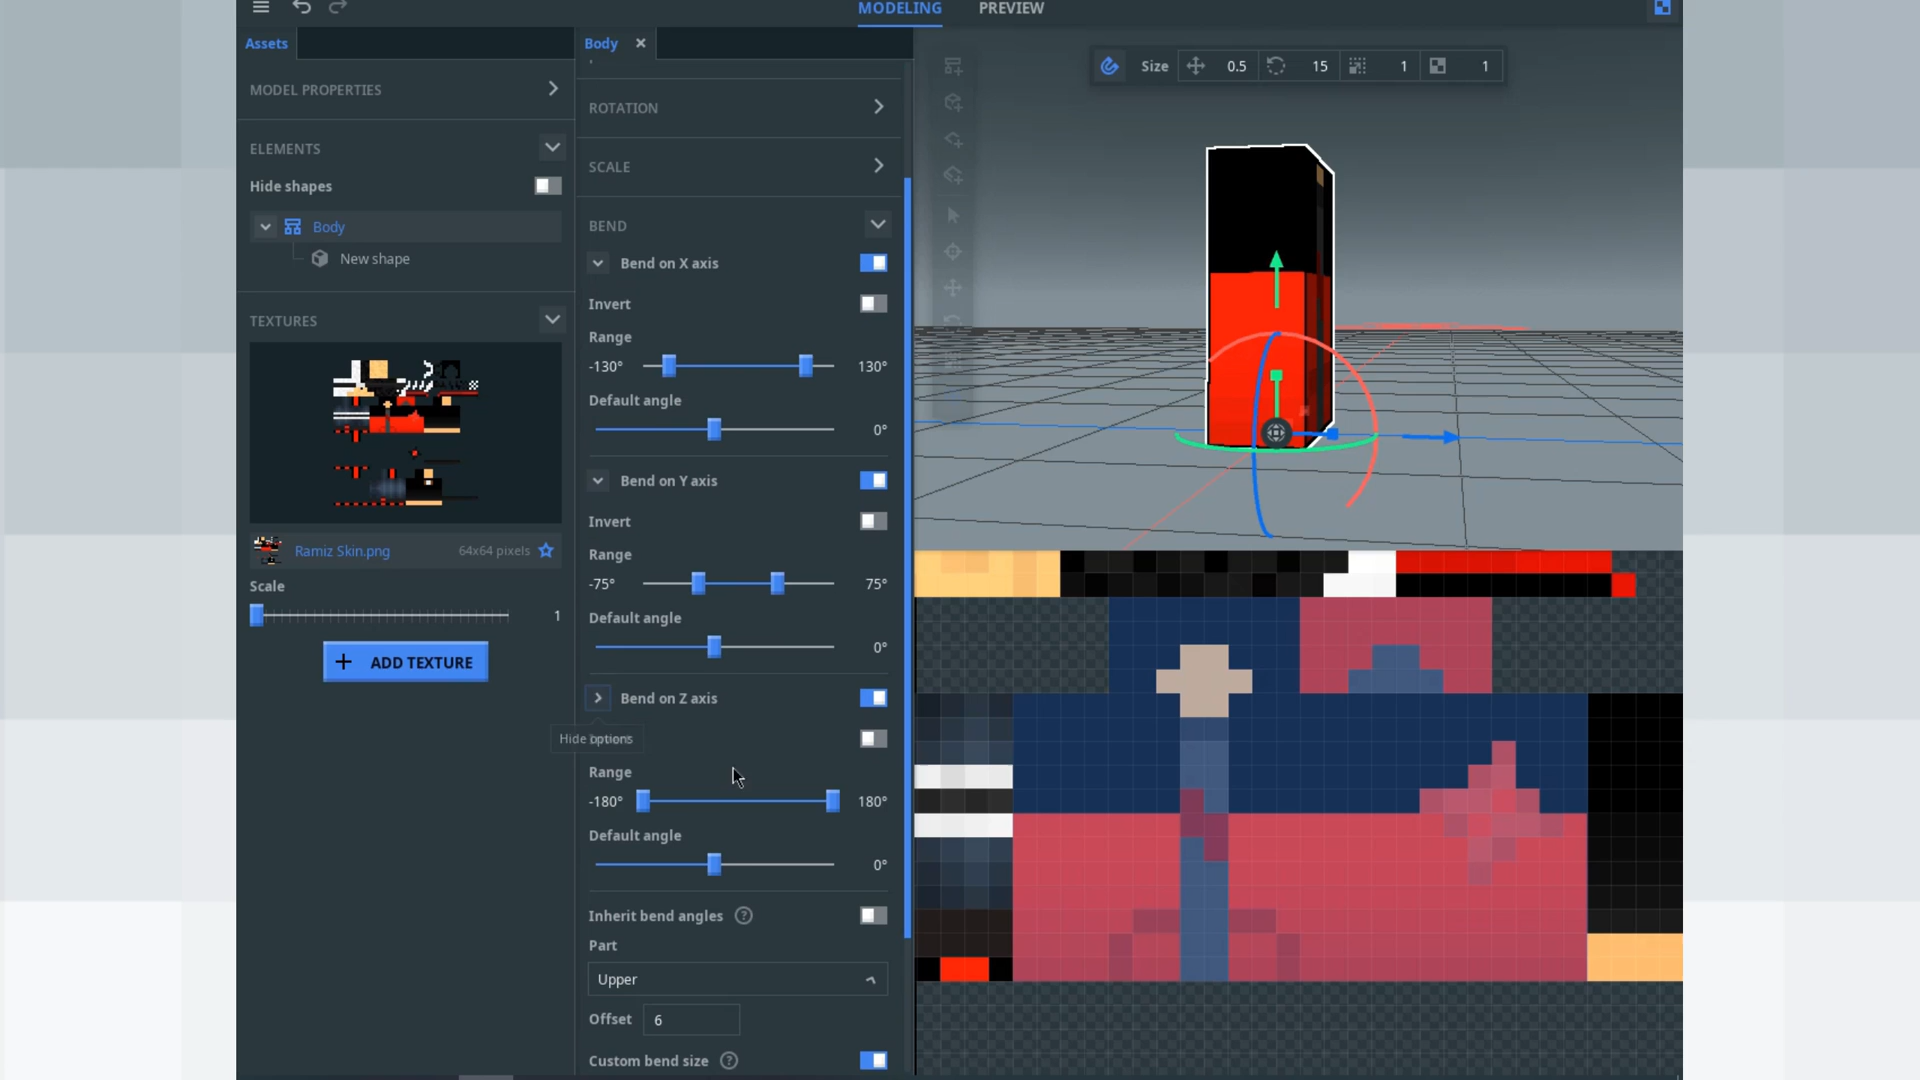 MODELING
PREVIEW
Assets
MODEL PROPERTIES
ELEMENTS
Hide shapes
Body
New shape
TEXTURES
Ramiz Skin.png
64x64 pixels
Scale
1
+ ADD TEXTURE
Body
ROTATION
SCALE
BEND
Bend on X axis
Invert
Range
-130°
130°
Default angle
0°
Bend on Y axis
Invert
Range
-75°
75°
Default angle
0°
Bend on Z axis
Hide options
Range
-180°
180°
Default angle
0°
Inherit bend angles ?
Part
Upper
Offset 6
Custom bend size ?
Size 0.5 15 1 1